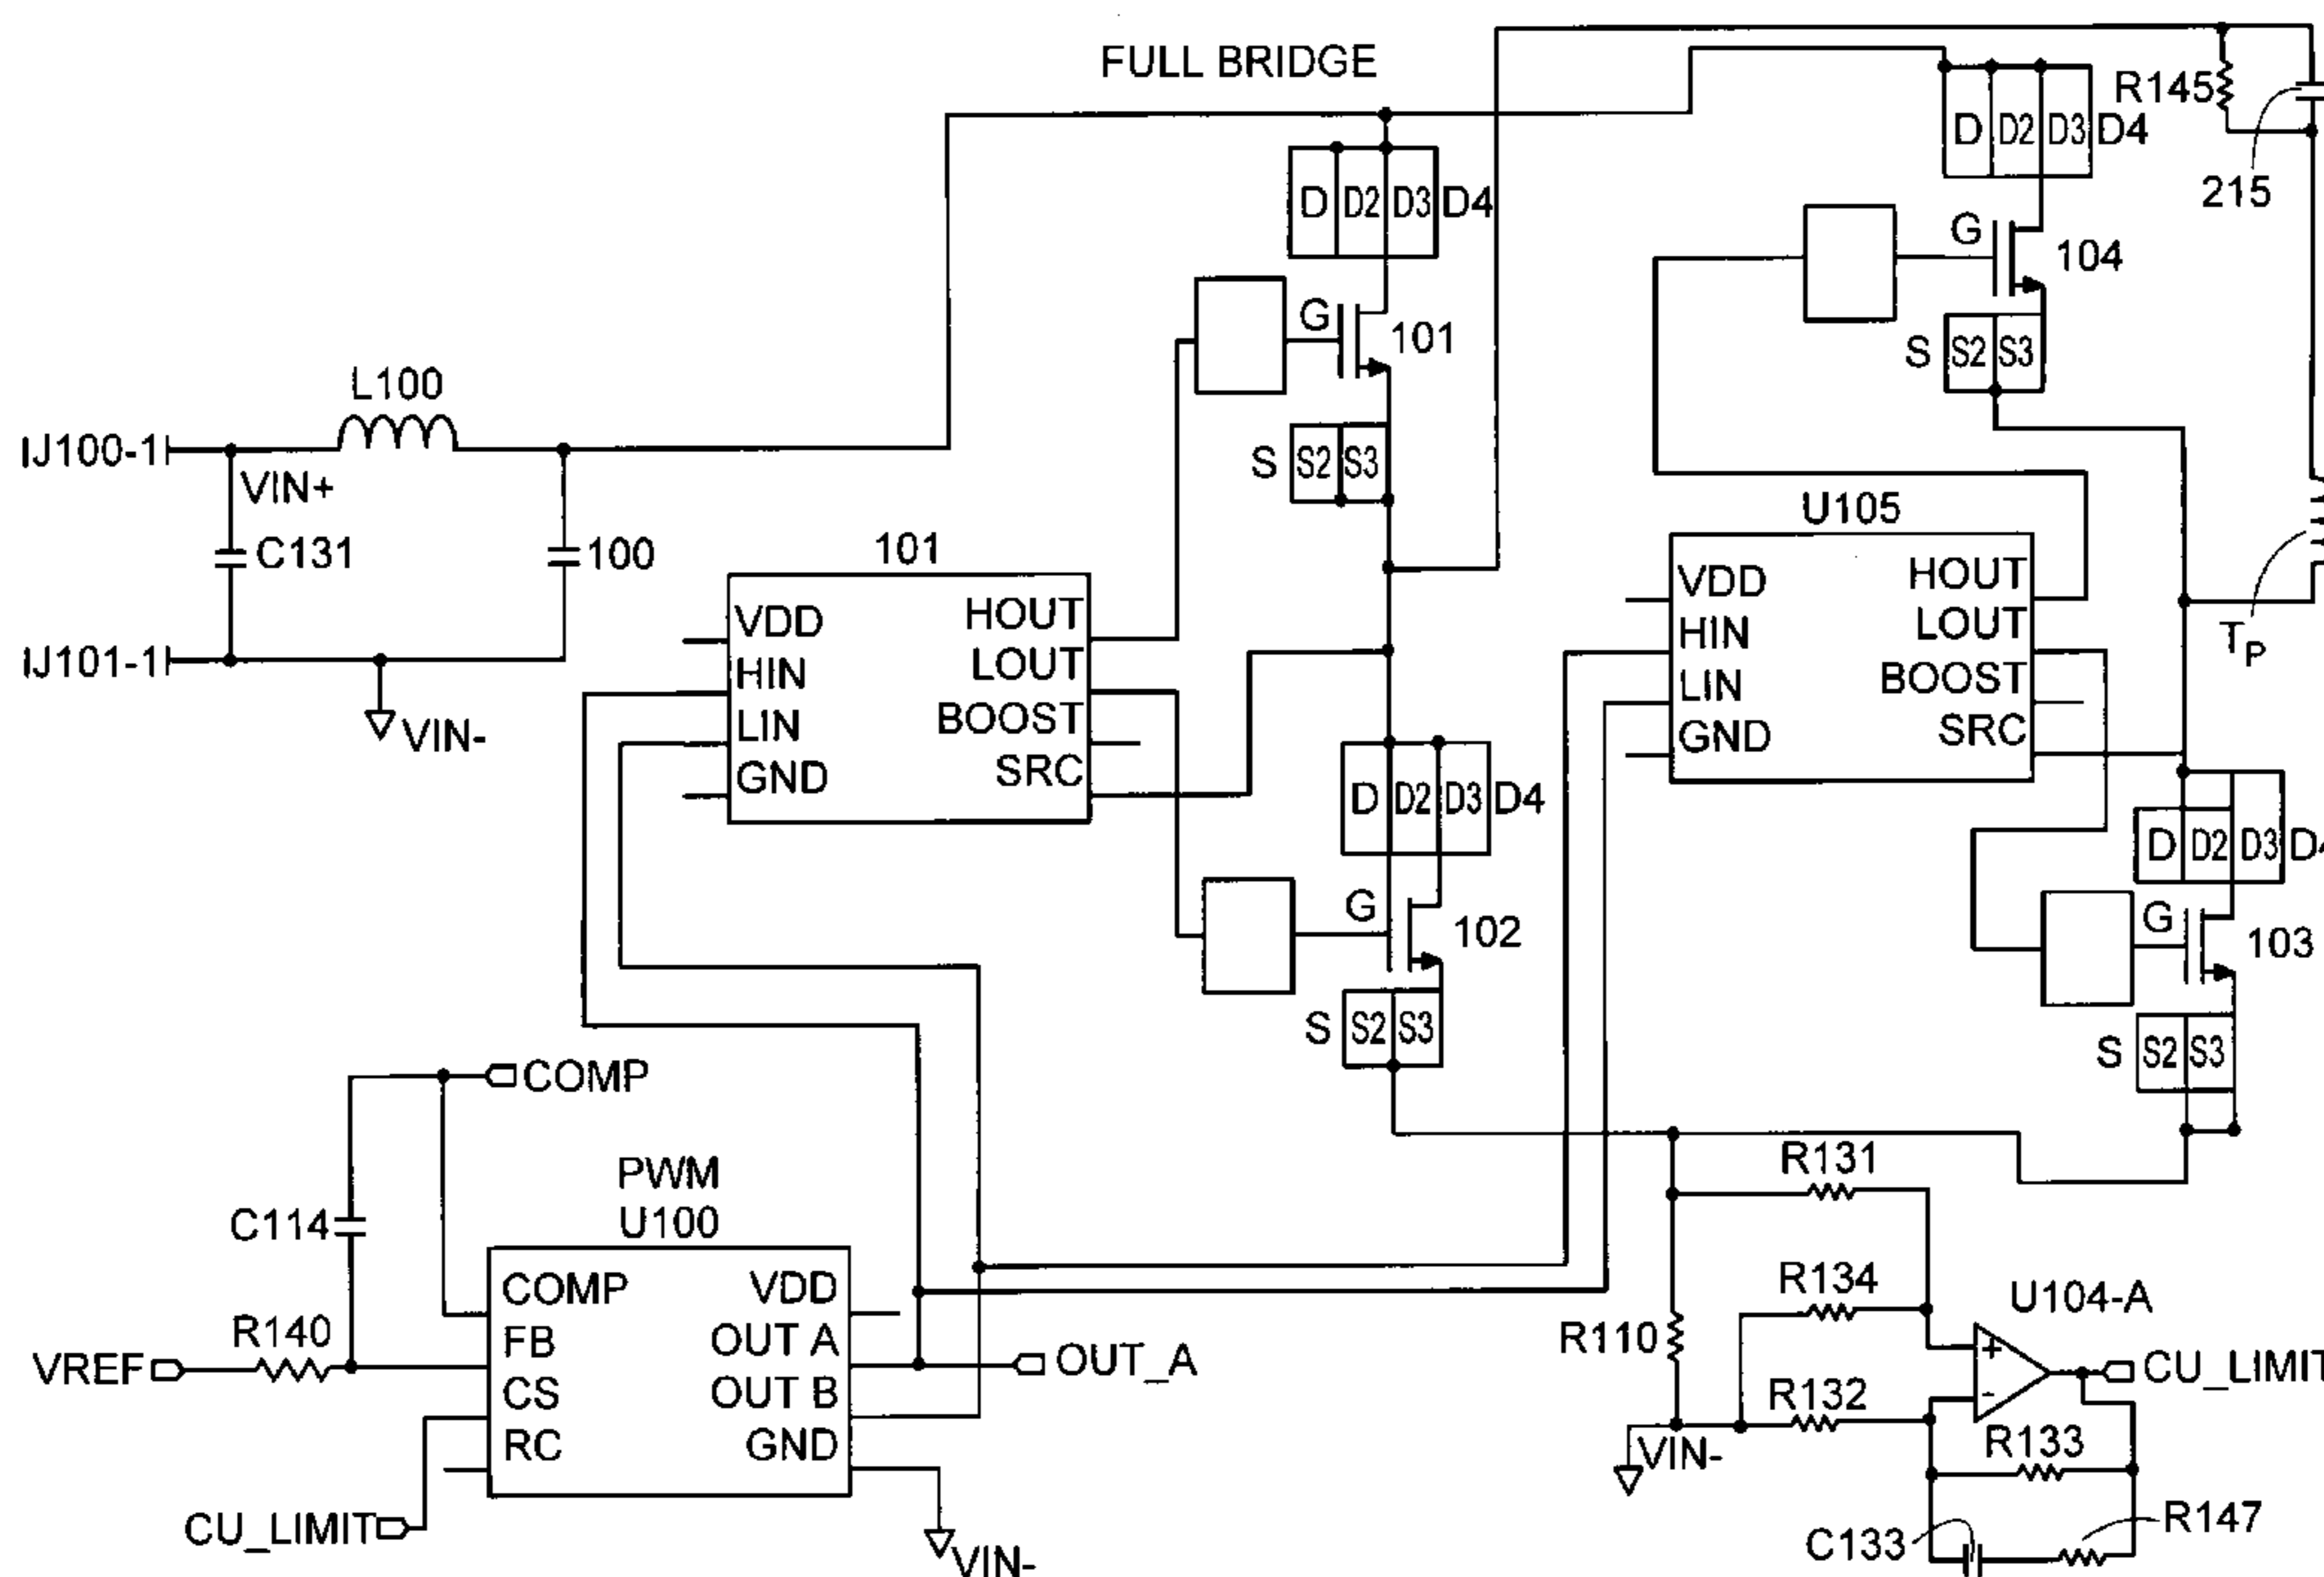 FULL BRIDGE
R145
215
D D2 D3 D4
G
104
S S2 S3
D D2 D3 D4
G
101
S S2 S3
L100
IJ100-1
VIN+
C131
100
IJ101-1
VIN-
101
VDD
HIN
LIN
GND
HOUT
LOUT
BOOST
SRC
U105
VDD
HIN
LIN
GND
HOUT
LOUT
BOOST
SRC
TP
D D2 D3 D4
G
102
S S2 S3
D D2 D3
G
103
S S2 S3
COMP
C114
R140
VREF
PWM
U100
COMP
FB
CS
RC
VDD
OUT A
OUT B
GND
OUT_A
CU_LIMIT
VIN-
R131
R134
R110
R132
VIN-
U104-A
+
-
CU_LIMIT
R133
R147
C133